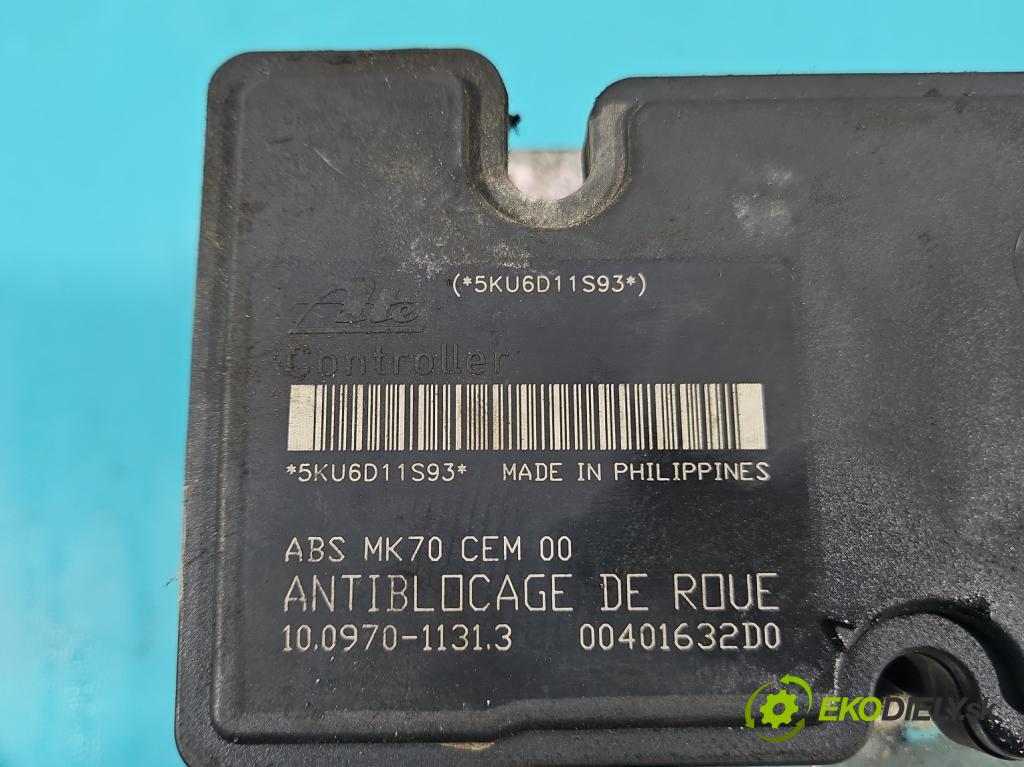 (*5KU6D11S93*)
Ate
Controller
*5KU6D11S93* MADE IN PHILIPPINES
ABS MK70 CEM 00
ANTIBLOCAGE DE ROUE
10.0970-1131.3 00401632D0
EKODIELY.sk